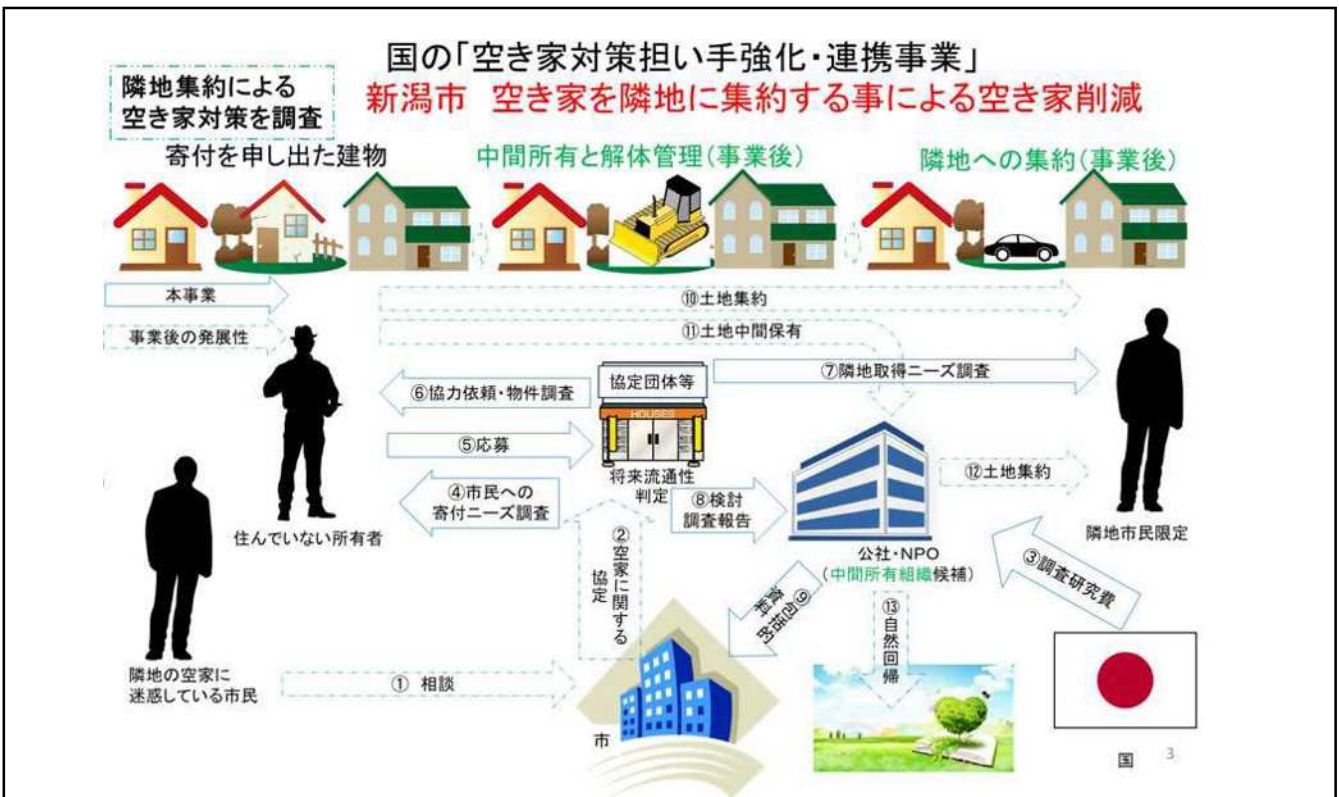 国の「空き家対策担い手強化・連携事業」
隣地集約による
空き家対策を調査
新潟市 空き家を隣地に集約する事による空き家削減
寄付を申し出た建物
中間所有と解体管理(事業後)
隣地への集約(事業後)
本事業
⑩土地集約
事業後の発展性
⑪土地中間保有
協定団体等
⑦隣地取得ニーズ調査
⑥協力依頼・物件調査
HOUSES
⑤応募
将来流通性
判定
⑫土地集約
④市民への
寄付ニーズ調査
⑧検討
調査報告
住んでいない所有者
隣地市民限定
②空家に関する
協定
公社・NPO
(中間所有組織候補)
③調査研究費
⑨包括的
資料
⑬自然回帰
隣地の空家に
迷惑している市民
① 相談
市
国
3